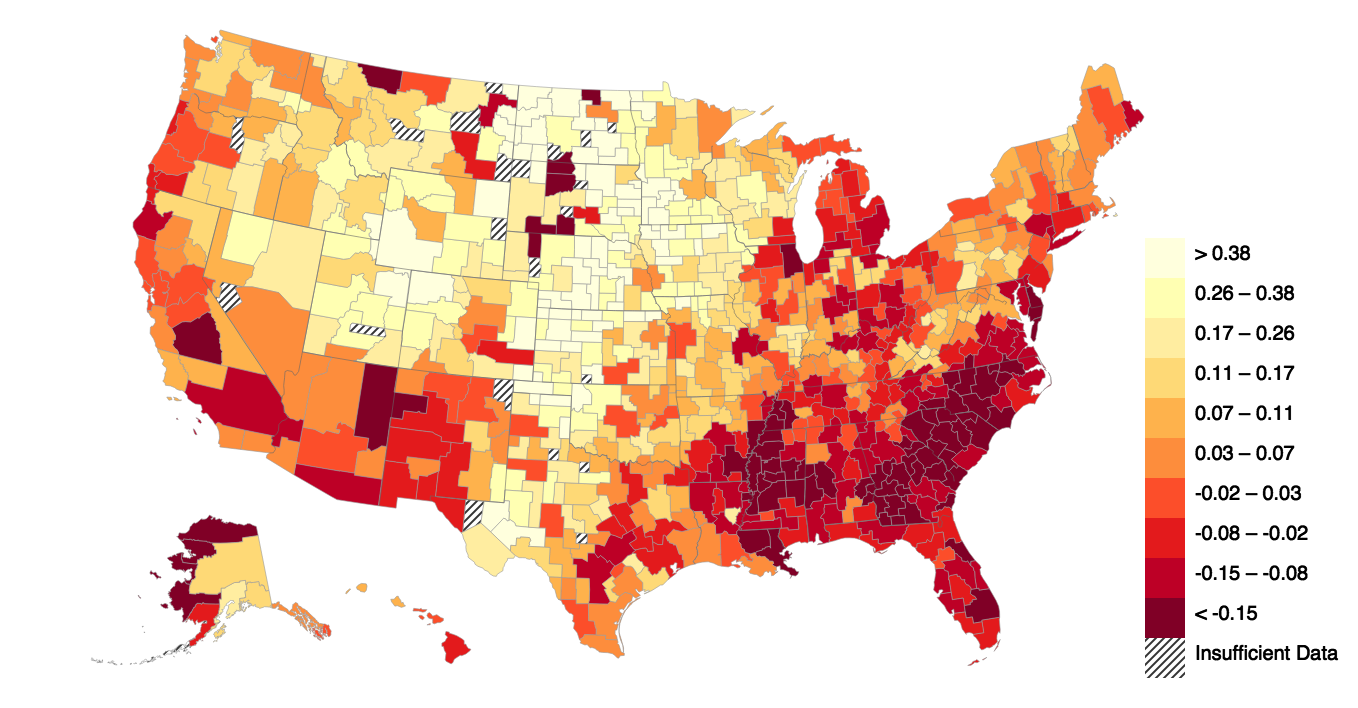 > 0.38
0.26 – 0.38
0.17 – 0.26
0.11 – 0.17
0.07 – 0.11
0.03 – 0.07
-0.02 – 0.03
-0.08 – -0.02
-0.15 – -0.08
< -0.15
Insufficient Data